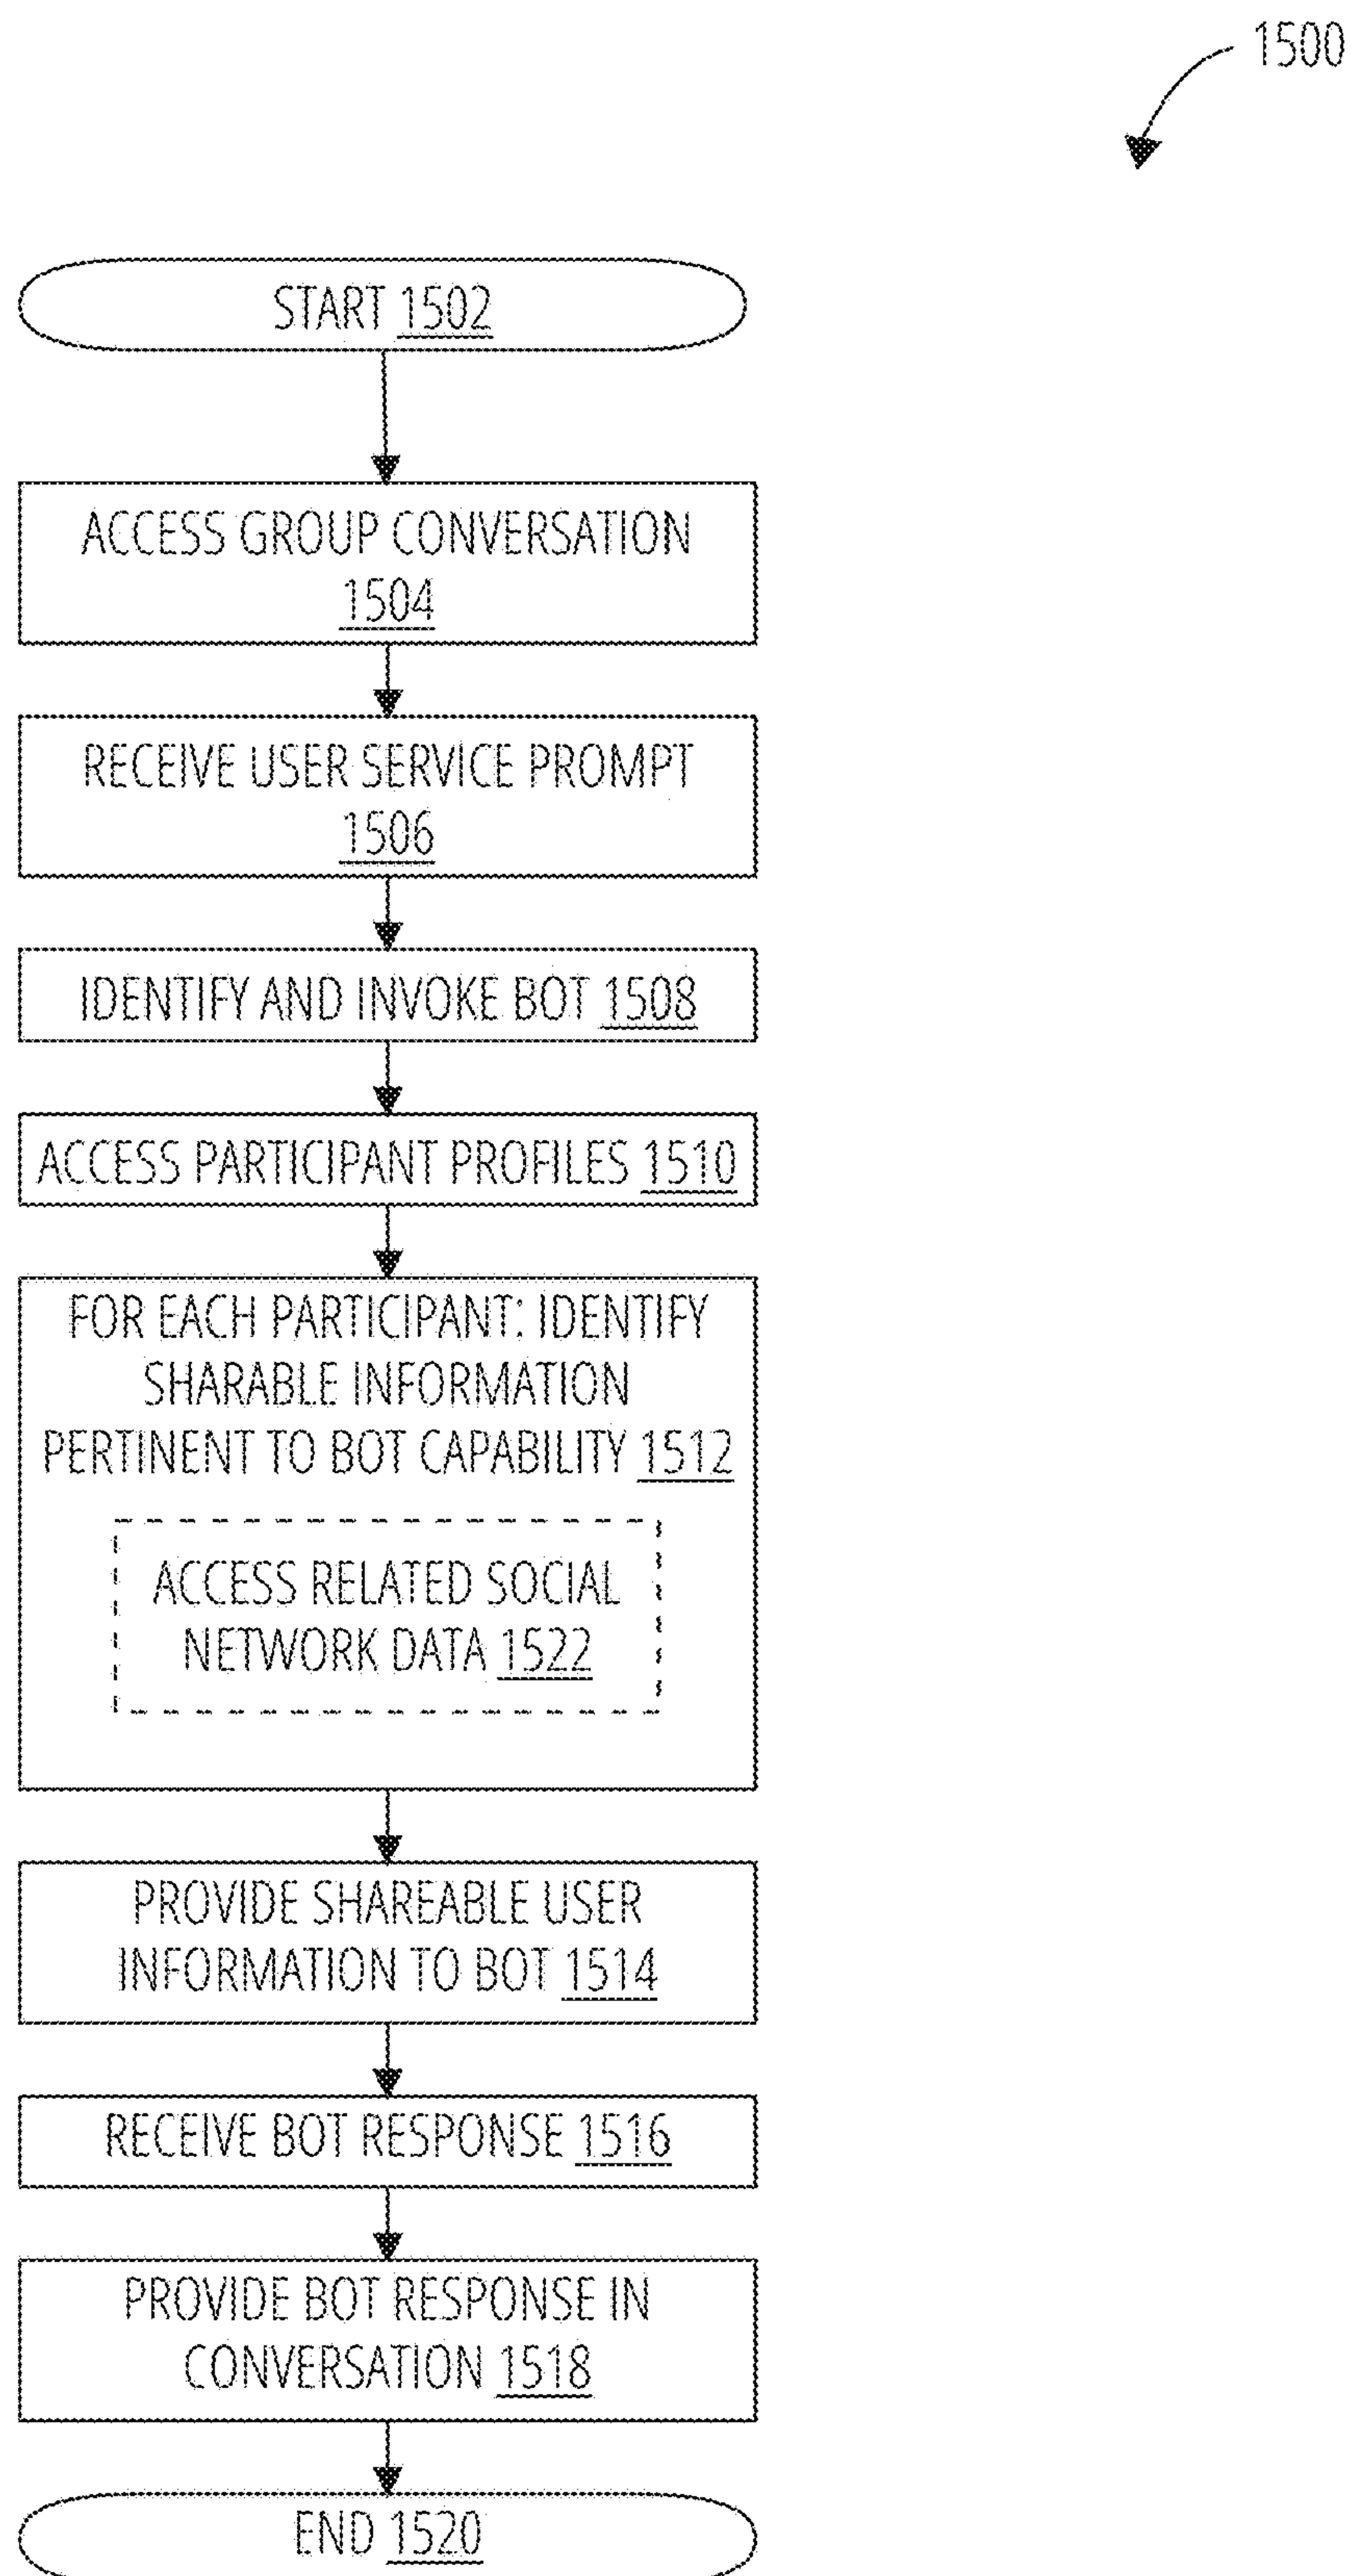 1500
START 1502
ACCESS GROUP CONVERSATION
1504
RECEIVE USER SERVICE PROMPT
1506
IDENTIFY AND INVOKE BOT 1508
ACCESS PARTICIPANT PROFILES 1510
FOR EACH PARTICIPANT: IDENTIFY
SHARABLE INFORMATION
PERTINENT TO BOT CAPABILITY 1512
ACCESS RELATED SOCIAL
NETWORK DATA 1522
PROVIDE SHAREABLE USER
INFORMATION TO BOT 1514
RECEIVE BOT RESPONSE 1516
PROVIDE BOT RESPONSE IN
CONVERSATION 1518
END 1520